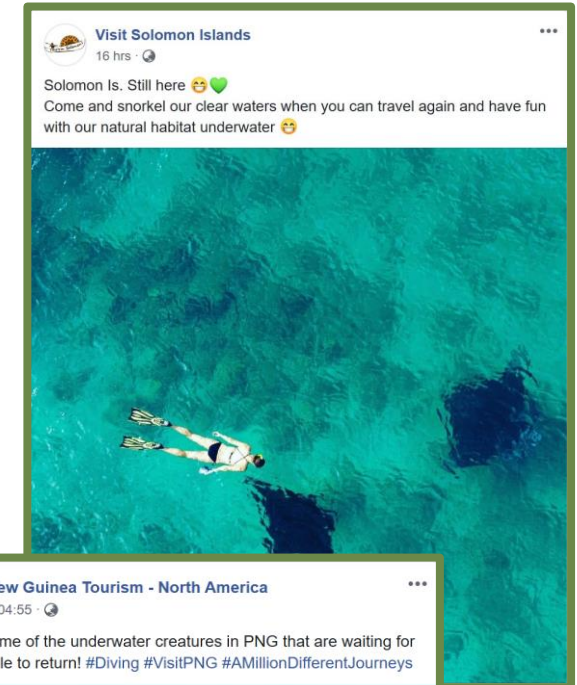 Visit Solomon Islands
16 hrs ·
Solomon Is. Still here 😁💚
Come and snorkel our clear waters when you can travel again and have fun
with our natural habitat underwater 😁
ew Guinea Tourism - North America
04:55 ·
me of the underwater creatures in PNG that are waiting for
le to return! #Diving #VisitPNG #AMillionDifferentJourneys